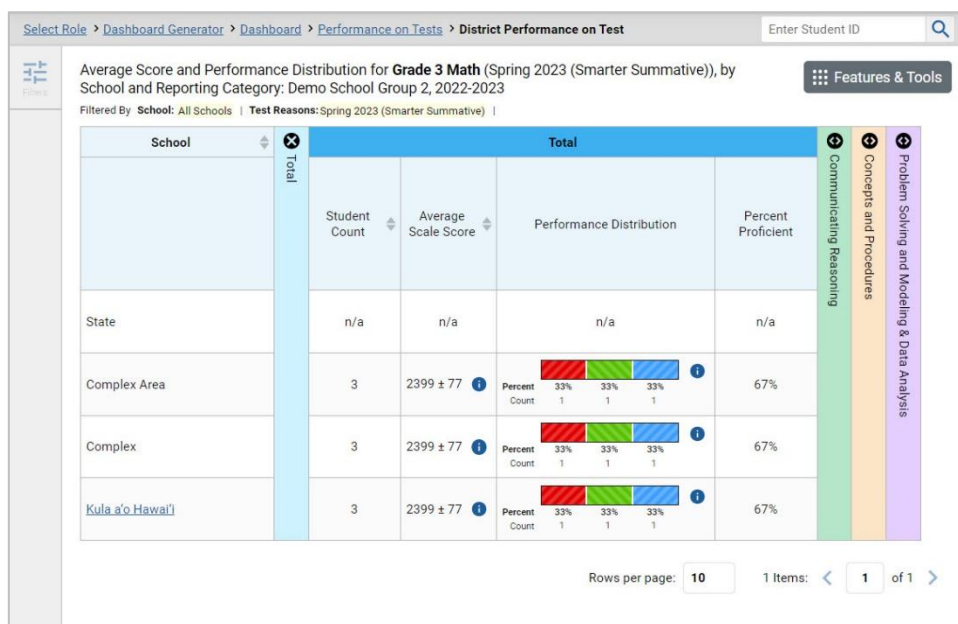 Select Role > Dashboard Generator > Dashboard > Performance on Tests > District Performance on Test
Enter Student ID
Filters
Average Score and Performance Distribution for Grade 3 Math (Spring 2023 (Smarter Summative)), by
School and Reporting Category: Demo School Group 2, 2022-2023
Features & Tools
Filtered By School: All Schools | Test Reasons: Spring 2023 (Smarter Summative) |
School
Total
Total
Communicating Reasoning
Concepts and Procedures
Problem Solving and Modeling & Data Analysis
Student
Count
Average
Scale Score
Performance Distribution
Percent
Proficient
State n/a n/a n/a n/a
Complex Area 3 2399 ± 77 67%
Percent 33% 33% 33%
Count 1 1 1
Complex 3 2399 ± 77 67%
Percent 33% 33% 33%
Count 1 1 1
Kula a'o Hawai'i 3 2399 ± 77 67%
Percent 33% 33% 33%
Count 1 1 1
Rows per page: 10 1 Items: < 1 of 1 >